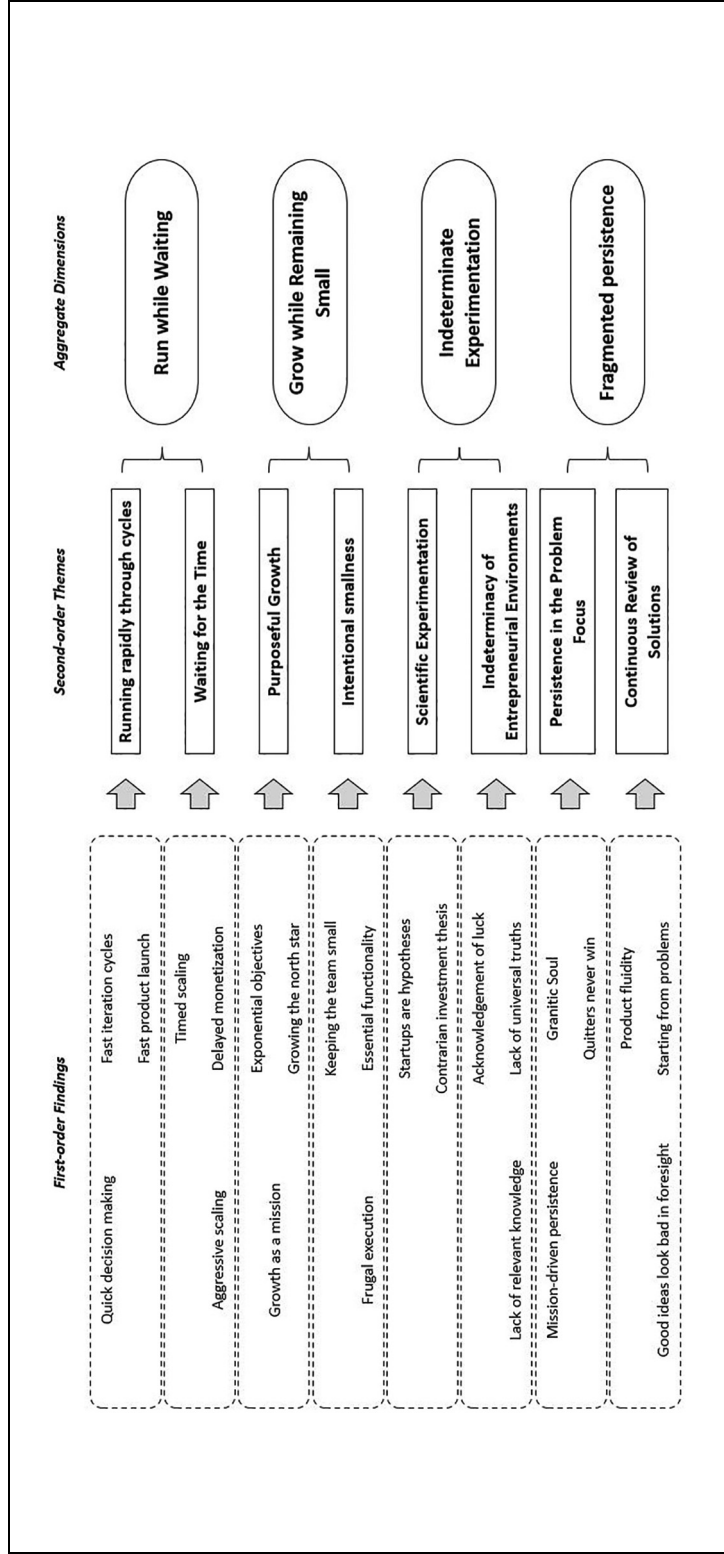 First-order Findings
Second-order Themes
Aggregate Dimensions
Quick decision making
Fast iteration cycles
Fast product launch
Running rapidly through cycles
Run while Waiting
Timed scaling
Aggressive scaling
Delayed monetization
Waiting for the Time
Exponential objectives
Growth as a mission
Growing the north star
Purposeful Growth
Grow while Remaining
Small
Keeping the team small
Frugal execution
Essential functionality
Intentional smallness
Startups are hypotheses
Contrarian investment thesis
Scientific Experimentation
Indeterminate
Experimentation
Acknowledgement of luck
Lack of relevant knowledge
Lack of universal truths
Indeterminacy of
Entrepreneurial Environments
Mission-driven persistence
Granitic Soul
Quitters never win
Persistence in the Problem
Focus
Fragmented persistence
Product fluidity
Good ideas look bad in foresight
Starting from problems
Continuous Review of
Solutions